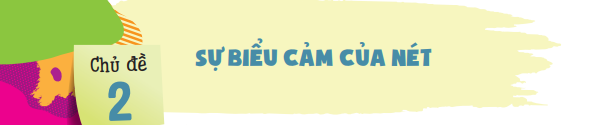 Chủ đề
2
SỰ BIỂU CẢM CỦA NÉT